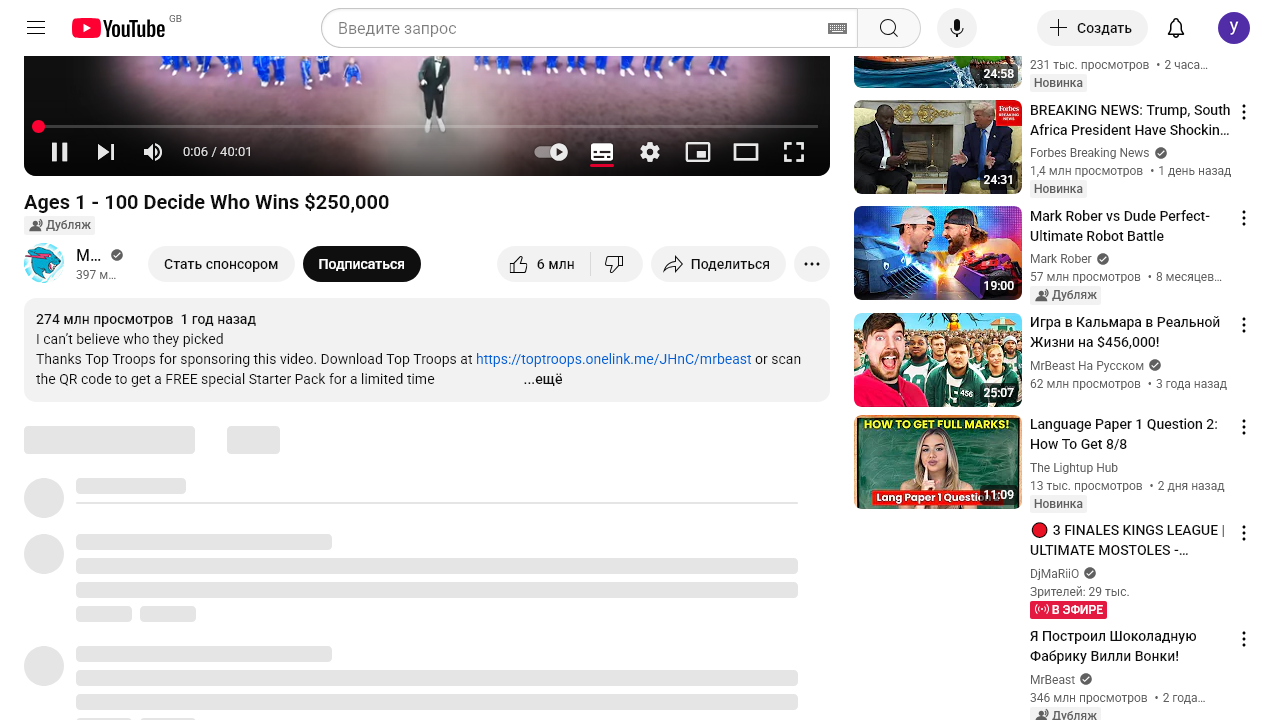 YouTube
GB
Введите запрос
Создать
y
0:06 / 40:01
Ages 1 - 100 Decide Who Wins $250,000
Дубляж
M...
397 м...
Стать спонсором
Подписаться
6 млн
Поделиться
274 млн просмотров 1 год назад
I can't believe who they picked
Thanks Top Troops for sponsoring this video. Download Top Troops at https://toptroops.onelink.me/JHnC/mrbeast or scan
the QR code to get a FREE special Starter Pack for a limited time
...ещё
24:58
231 тыс. просмотров • 2 часа...
Новинка
Forbes
BREAKING NEWS
24:31
BREAKING NEWS: Trump, South
Africa President Have Shockin...
Forbes Breaking News
1,4 млн просмотров • 1 день назад
Новинка
19:00
Mark Rober vs Dude Perfect-
Ultimate Robot Battle
Mark Rober
57 млн просмотров • 8 месяцев...
Дубляж
456
25:07
Игра в Кальмара в Реальной
Жизни на $456,000!
MrBeast На Русском
62 млн просмотров • 3 года назад
HOW TO GET FULL MARKS!
Lang Paper 1 Question
11:09
Language Paper 1 Question 2:
How To Get 8/8
The Lightup Hub
13 тыс. просмотров • 2 дня назад
Новинка
🔴 3 FINALES KINGS LEAGUE |
ULTIMATE MOSTOLES -...
DjMaRiiO
Зрителей: 29 тыс.
В ЭФИРЕ
Я Построил Шоколадную
Фабрику Вилли Вонки!
MrBeast
346 млн просмотров • 2 года...
Дубляж